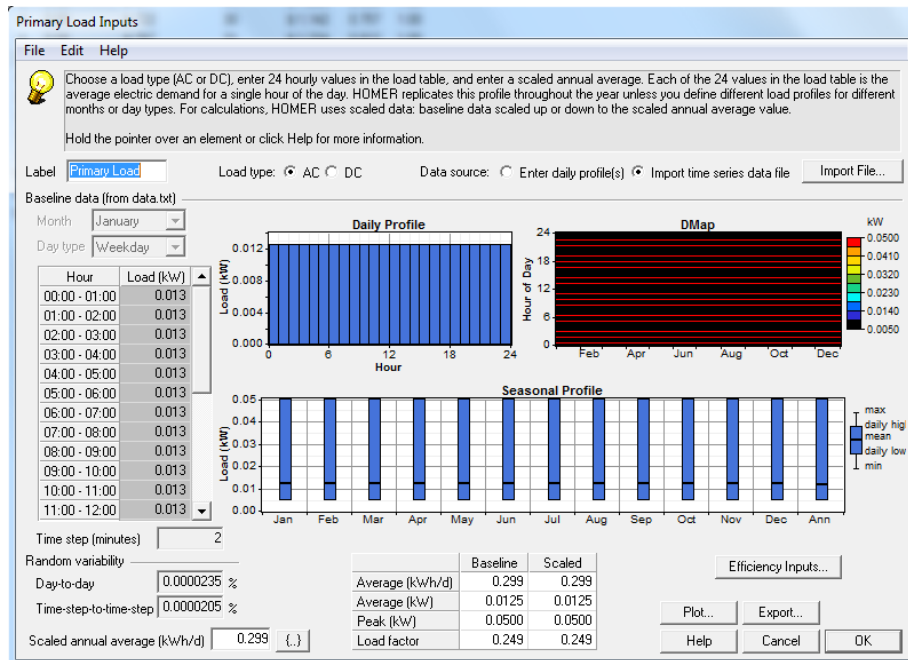 Primary Load Inputs
File Edit Help
Choose a load type (AC or DC), enter 24 hourly values in the load table, and enter a scaled annual average. Each of the 24 values in the load table is the
average electric demand for a single hour of the day. HOMER replicates this profile throughout the year unless you define different load profiles for different
months or day types. For calculations, HOMER uses scaled data: baseline data scaled up or down to the scaled annual average value.
Hold the pointer over an element or click Help for more information.
Label Primary Load Load type: AC DC Data source: Enter daily profile(s) Import time series data file Import File...
Baseline data (from data.txt)
Month January
Day type Weekday
Hour Load (kW)
00:00 - 01:00 0.013
01:00 - 02:00 0.013
02:00 - 03:00 0.013
03:00 - 04:00 0.013
04:00 - 05:00 0.013
05:00 - 06:00 0.013
06:00 - 07:00 0.013
07:00 - 08:00 0.013
08:00 - 09:00 0.013
09:00 - 10:00 0.013
10:00 - 11:00 0.013
11:00 - 12:00 0.013
Daily Profile
Load (kW)
0.012
0.008
0.004
0.000
0 6 12 18 24
Hour
DMap
Hour of Day
24
18
12
6
0
Feb Apr Jun Aug Oct Dec
kW
0.0500
0.0410
0.0320
0.0230
0.0140
0.0050
Seasonal Profile
Load (kW)
0.05
0.04
0.03
0.02
0.01
0.00
Jan Feb Mar Apr May Jun Jul Aug Sep Oct Nov Dec Ann
max
daily hig
mean
daily low
min
Time step (minutes) 2
Random variability
Day-to-day 0.0000235 %
Time-step-to-time-step 0.0000205 %
Scaled annual average (kWh/d) 0.299 {..}
Baseline Scaled
Average (kWh/d) 0.299 0.299
Average (kW) 0.0125 0.0125
Peak (kW) 0.0500 0.0500
Load factor 0.249 0.249
Efficiency Inputs...
Plot... Export...
Help Cancel OK